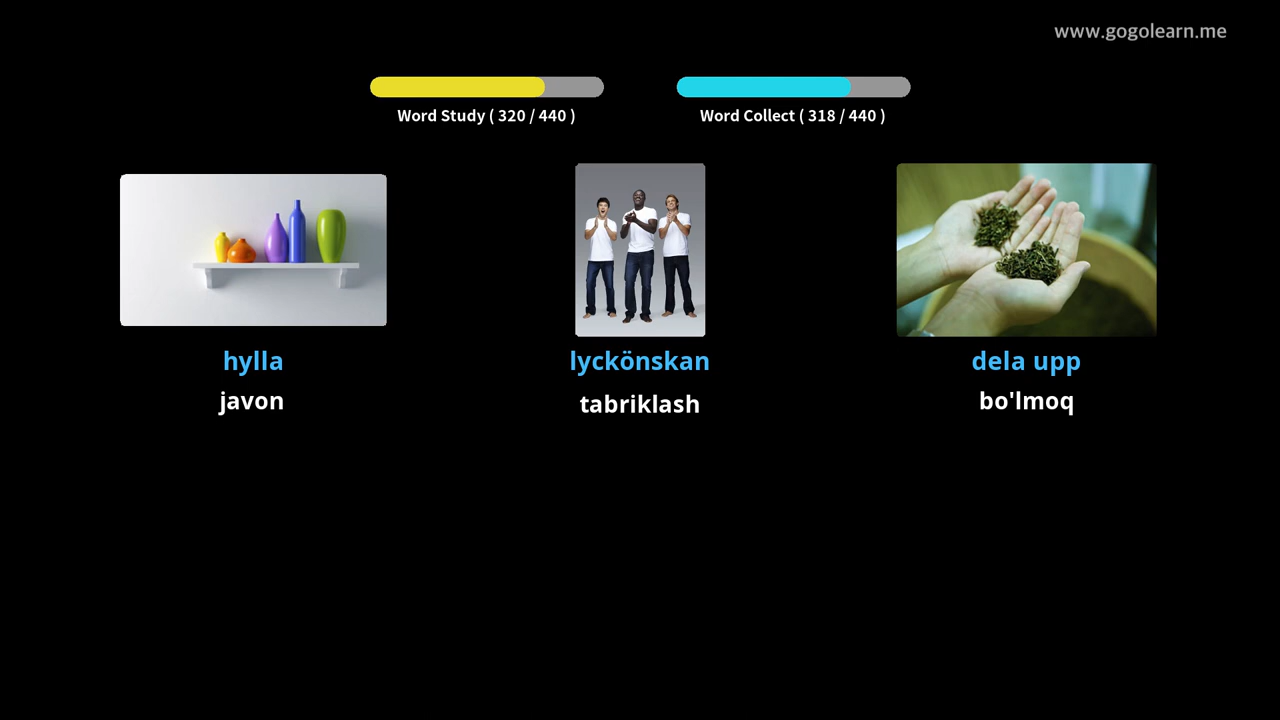 www.gogolearn.me
Word Study ( 320 / 440 )
Word Collect ( 318 / 440 )
hylla
javon
lyckönskan
tabriklash
dela upp
bo'lmoq